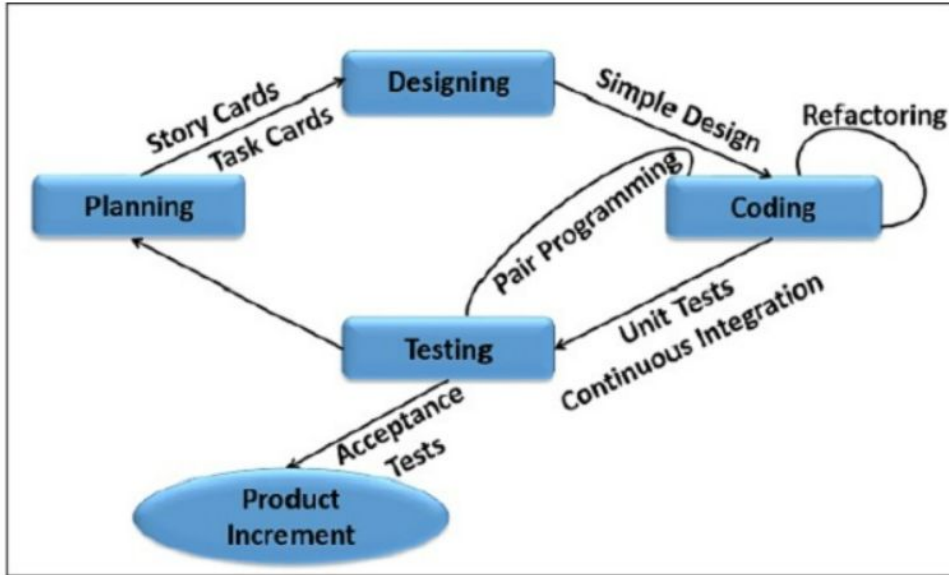 Designing
Story Cards
Task Cards
Simple Design
Refactoring
Planning
Pair Programming
Coding
Unit Tests
Continuous Integration
Testing
Acceptance
Tests
Product
Increment